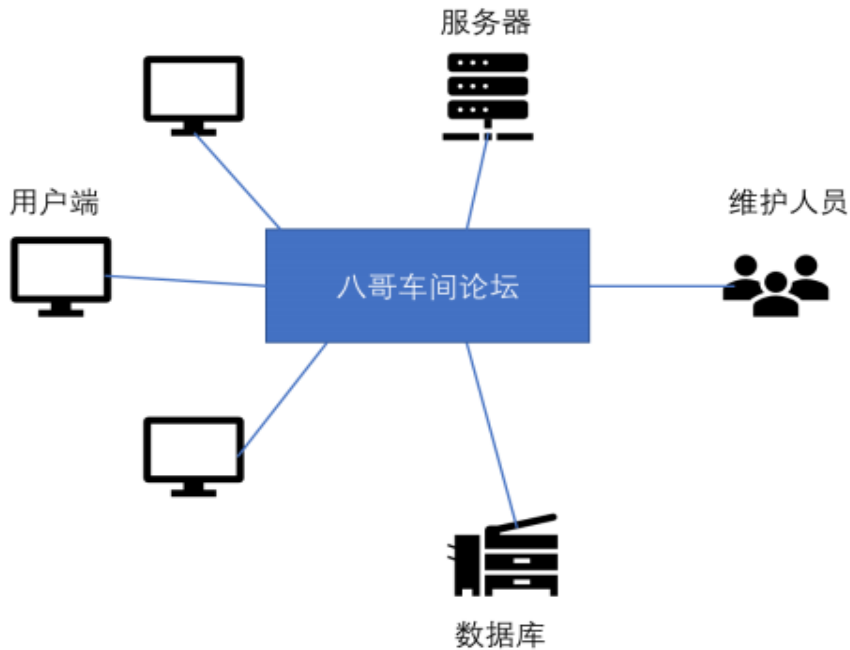 服务器
用户端
维护人员
八哥车间论坛
数据库